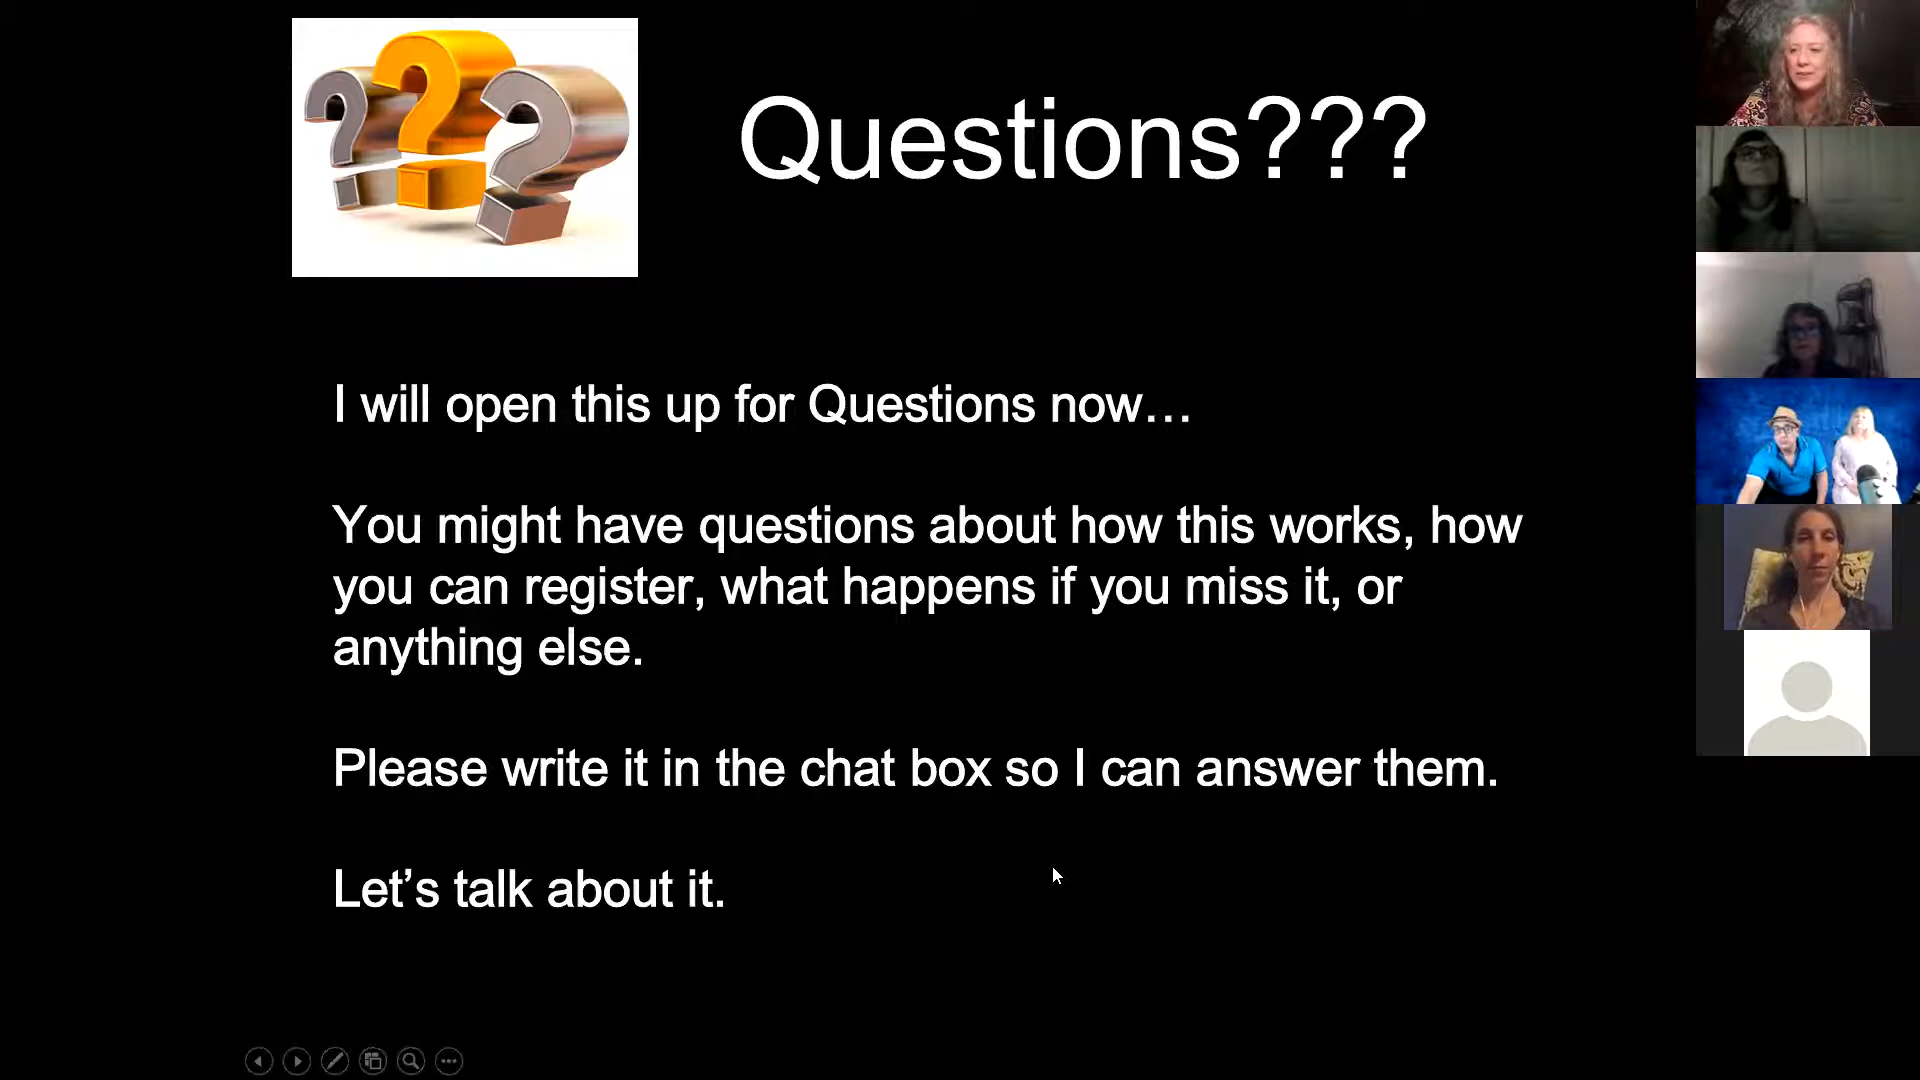 ???
Questions???
I will open this up for Questions now…
You might have questions about how this works, how
you can register, what happens if you miss it, or
anything else.
Please write it in the chat box so I can answer them.
Let’s talk about it.